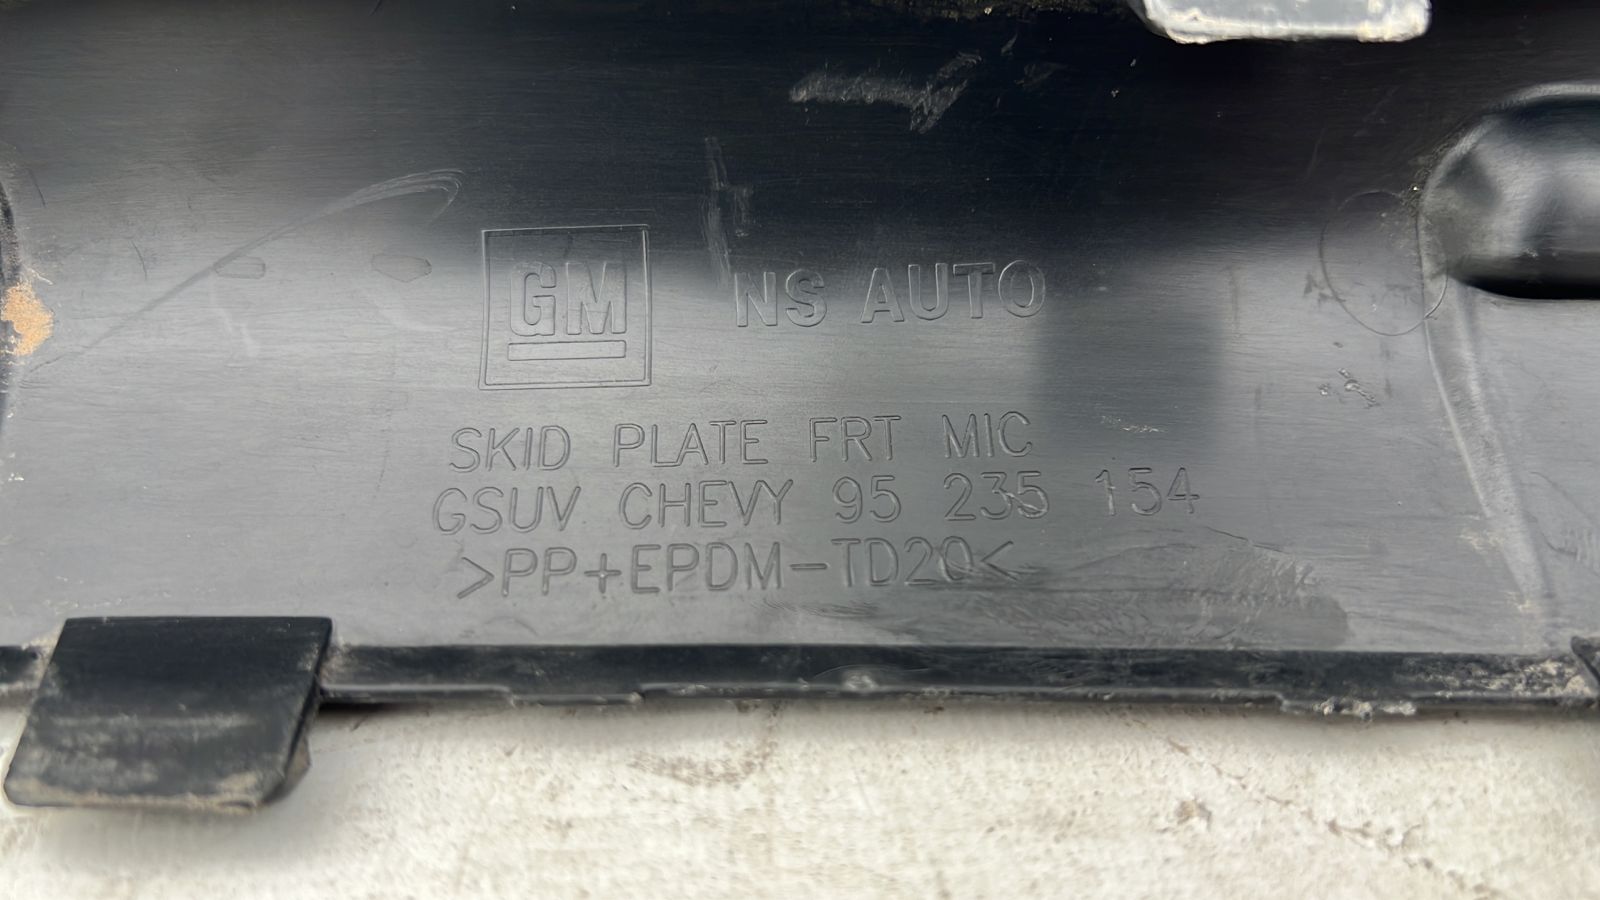 GM NS AUTO
SKID PLATE FRT MIC
GSUV CHEVY 95 235 154
>PP+EPDM-TD20<